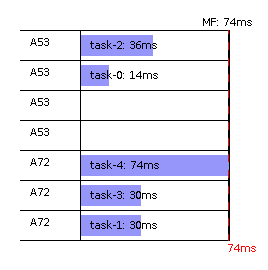 MF: 74ms
A53 task-2: 36ms
A53 task-0: 14ms
A53
A53
A72 task-4: 74ms
A72 task-3: 30ms
A72 task-1: 30ms
74ms